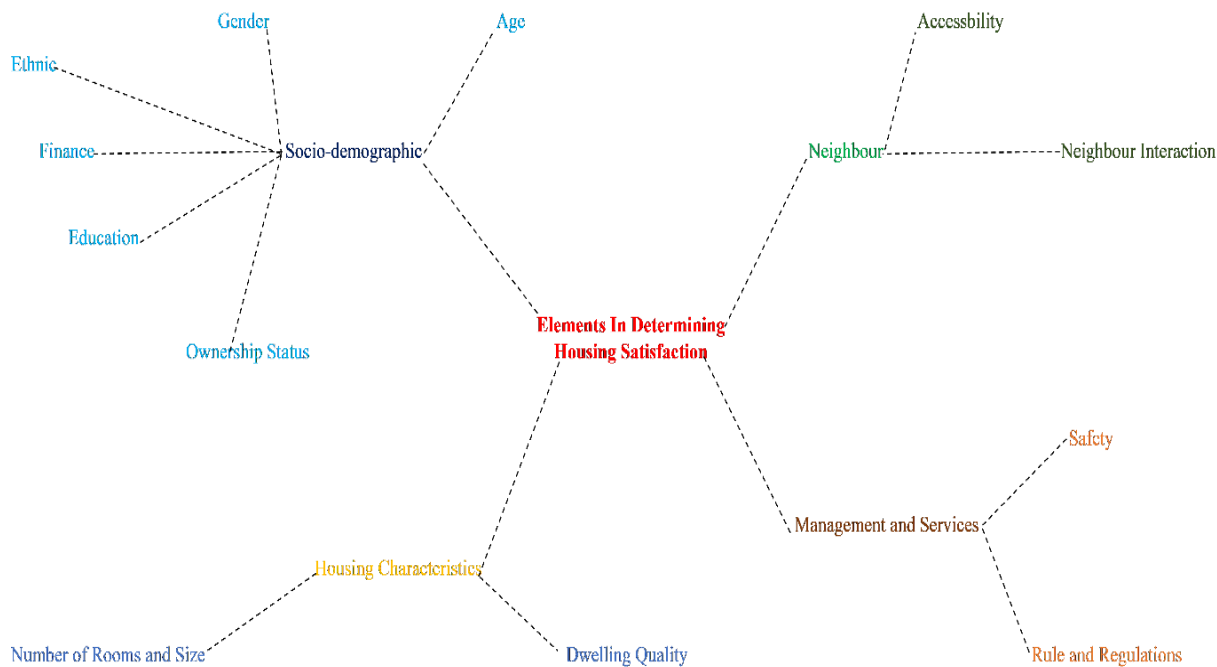 Gender
Age
Accessbility
Ethnic
Finance
Socio-demographic
Neighbour
Neighbour Interaction
Education
Elements In Determining
Housing Satisfaction
Ownership Status
Safety
Management and Services
Housing Characteristics
Number of Rooms and Size
Dwelling Quality
Rule and Regulations